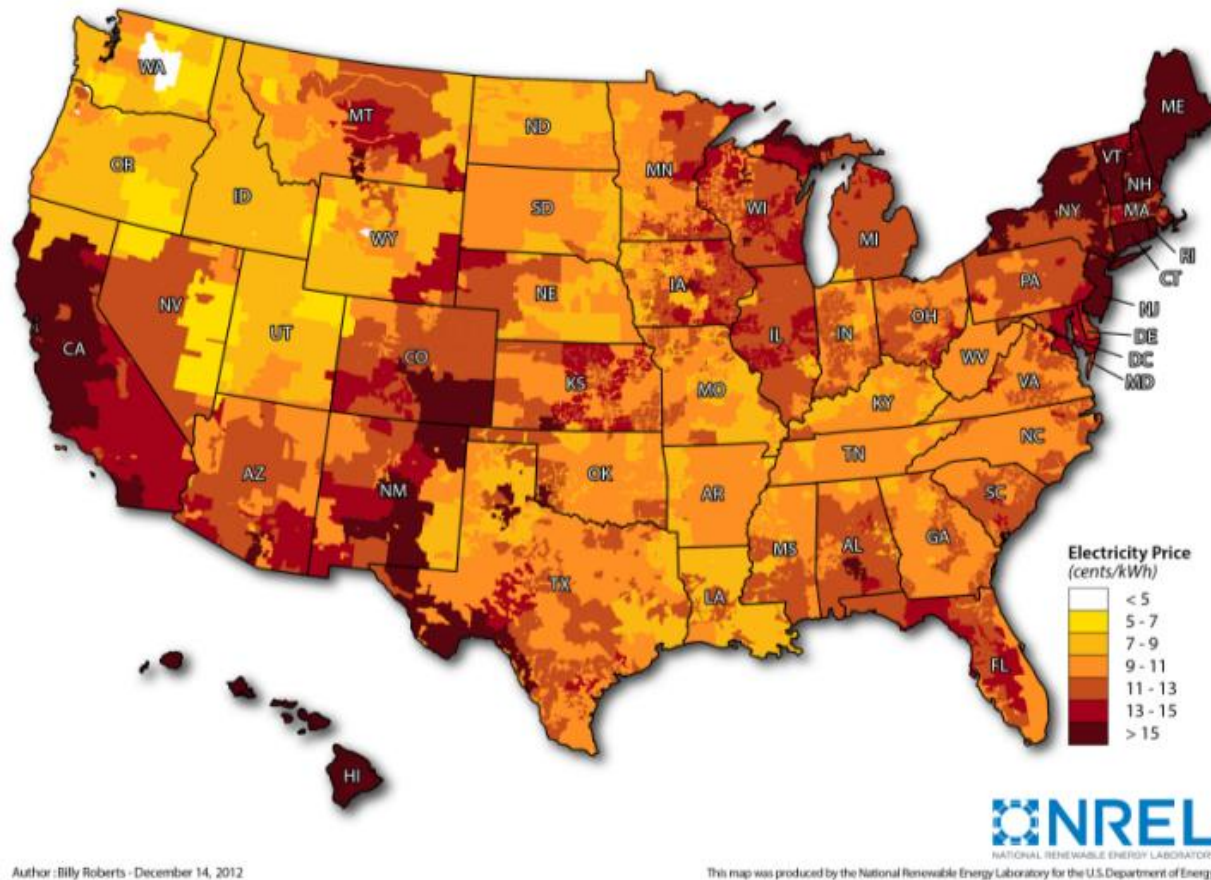 WA
MT
ND
ME
OR
MN
VT
ID
NH
SD
WI
NY
MA
WY
MI
RI
CT
IA
PA
NE
NV
NJ
UT
OH
IL
IN
DE
CA
CO
DC
WV
MD
KS
MO
VA
KY
NC
TN
AZ
OK
NM
AR
SC
MS
AL
GA
TX
LA
FL
HI
Electricity Price
(cents/kWh)
< 5
5 - 7
7 - 9
9 - 11
11 - 13
13 - 15
> 15
NREL
NATIONAL RENEWABLE ENERGY LABORATORY
Author : Billy Roberts - December 14, 2012
This map was produced by the National Renewable Energy Laboratory for the U.S. Department of Energy